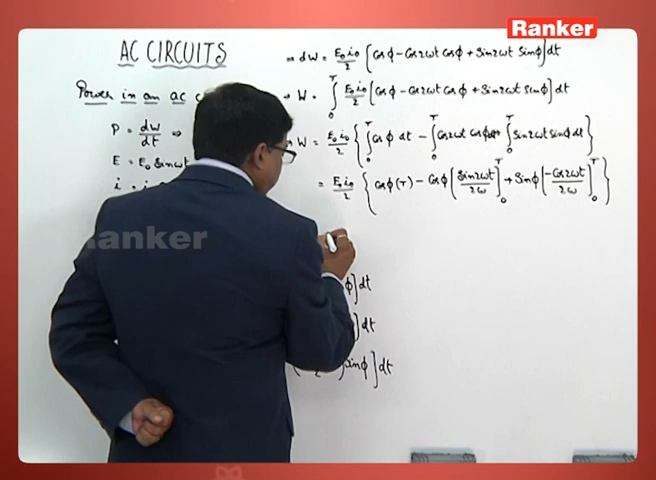 Ranker
AC CIRCUITS
Power in an ac c
P = dW/dt ⇒
E = E₀ Sinωt
i = i
⇒ dW = E₀i₀/2 [Cosϕ - Cos2ωt Cosϕ + Sin2ωt Sinϕ] dt
⇒ W = ∫₀ᵀ E₀i₀/2 [Cosϕ - Cos2ωt Cosϕ + Sin2ωt Sinϕ] dt
⇒ W = E₀i₀/2 { ∫₀ᵀ Cosϕ dt - ∫₀ᵀ Cos2ωt Cosϕ + ∫₀ᵀ Sin2ωt Sinϕ dt }
= E₀i₀/2 { Cosϕ(T) - Cosϕ [Sin2ωt/2ω]₀ᵀ + Sinϕ [-Cos2ωt/2ω]₀ᵀ }
Ranker
ϕ] dt
] dt
) Sinϕ ] dt